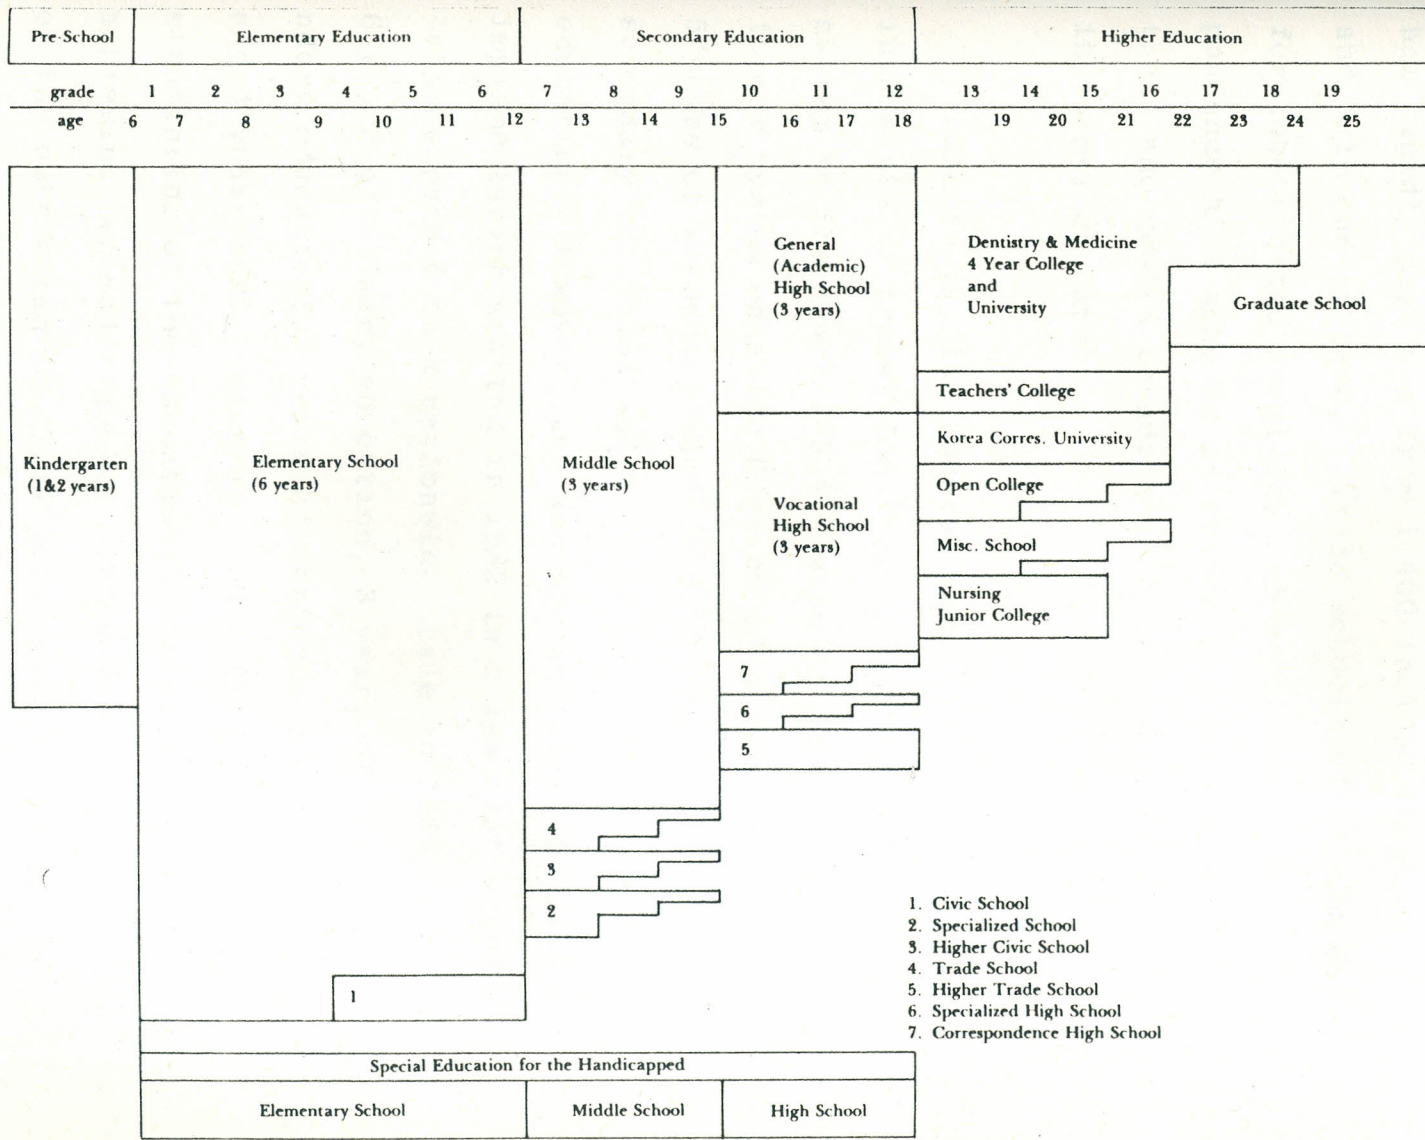 Pre-School Elementary Education Secondary Education Higher Education
grade 1 2 3 4 5 6 7 8 9 10 11 12 13 14 15 16 17 18 19
age 6 7 8 9 10 11 12 13 14 15 16 17 18 19 20 21 22 23 24 25
Kindergarten
(1&2 years)
Elementary School
(6 years)
Middle School
(3 years)
General
(Academic)
High School
(3 years)
Vocational
High School
(3 years)
7
6
5
4
3
2
1
Dentistry & Medicine
4 Year College
and
University
Graduate School
Teachers' College
Korea Corres. University
Open College
Misc. School
Nursing
Junior College
1. Civic School
2. Specialized School
3. Higher Civic School
4. Trade School
5. Higher Trade School
6. Specialized High School
7. Correspondence High School
Special Education for the Handicapped
Elementary School Middle School High School